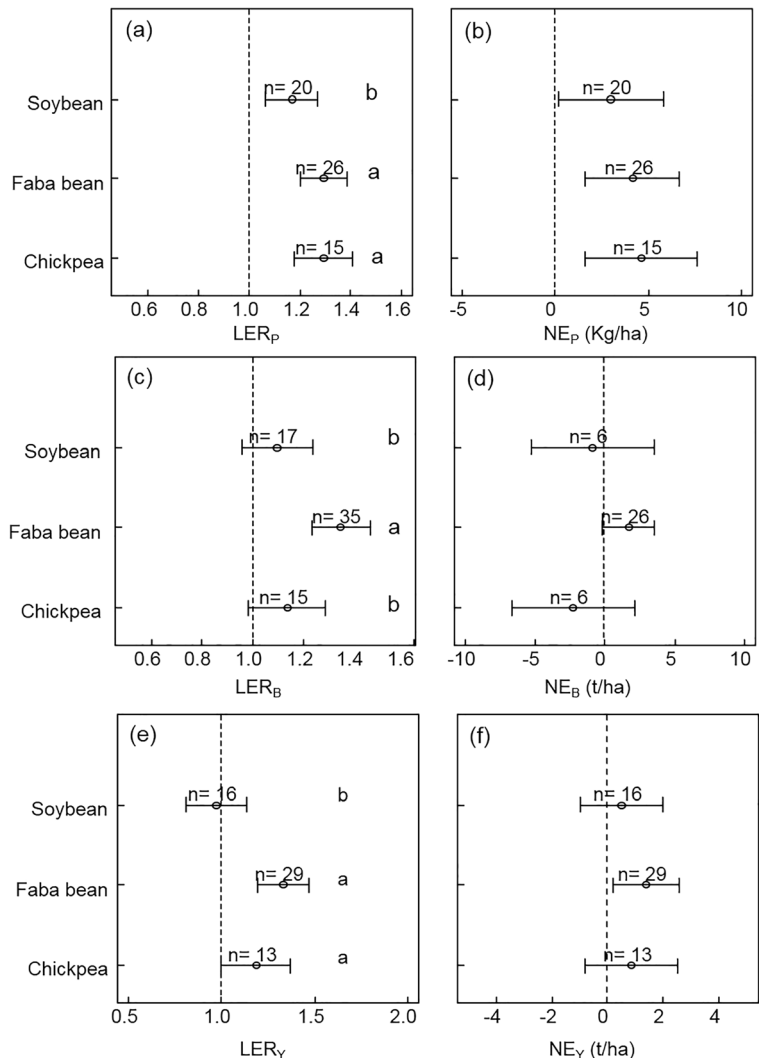 (a)
(b)
n= 20
b
n= 20
Soybean
n= 26
a
n= 26
Faba bean
n= 15
a
n= 15
Chickpea
0.6 0.8 1.0 1.2 1.4 1.6
-5 0 5 10
LERP
NEP (Kg/ha)
(c)
(d)
n= 17
b
n= 6
Soybean
n= 35
a
n= 26
Faba bean
n= 15
b
n= 6
Chickpea
0.6 0.8 1.0 1.2 1.4 1.6
-10 -5 0 5 10
LERB
NEB (t/ha)
(e)
(f)
n= 16
b
n= 16
Soybean
n= 29
a
n= 29
Faba bean
n= 13
a
n= 13
Chickpea
0.5 1.0 1.5 2.0
-4 -2 0 2 4
LERY
NEY (t/ha)